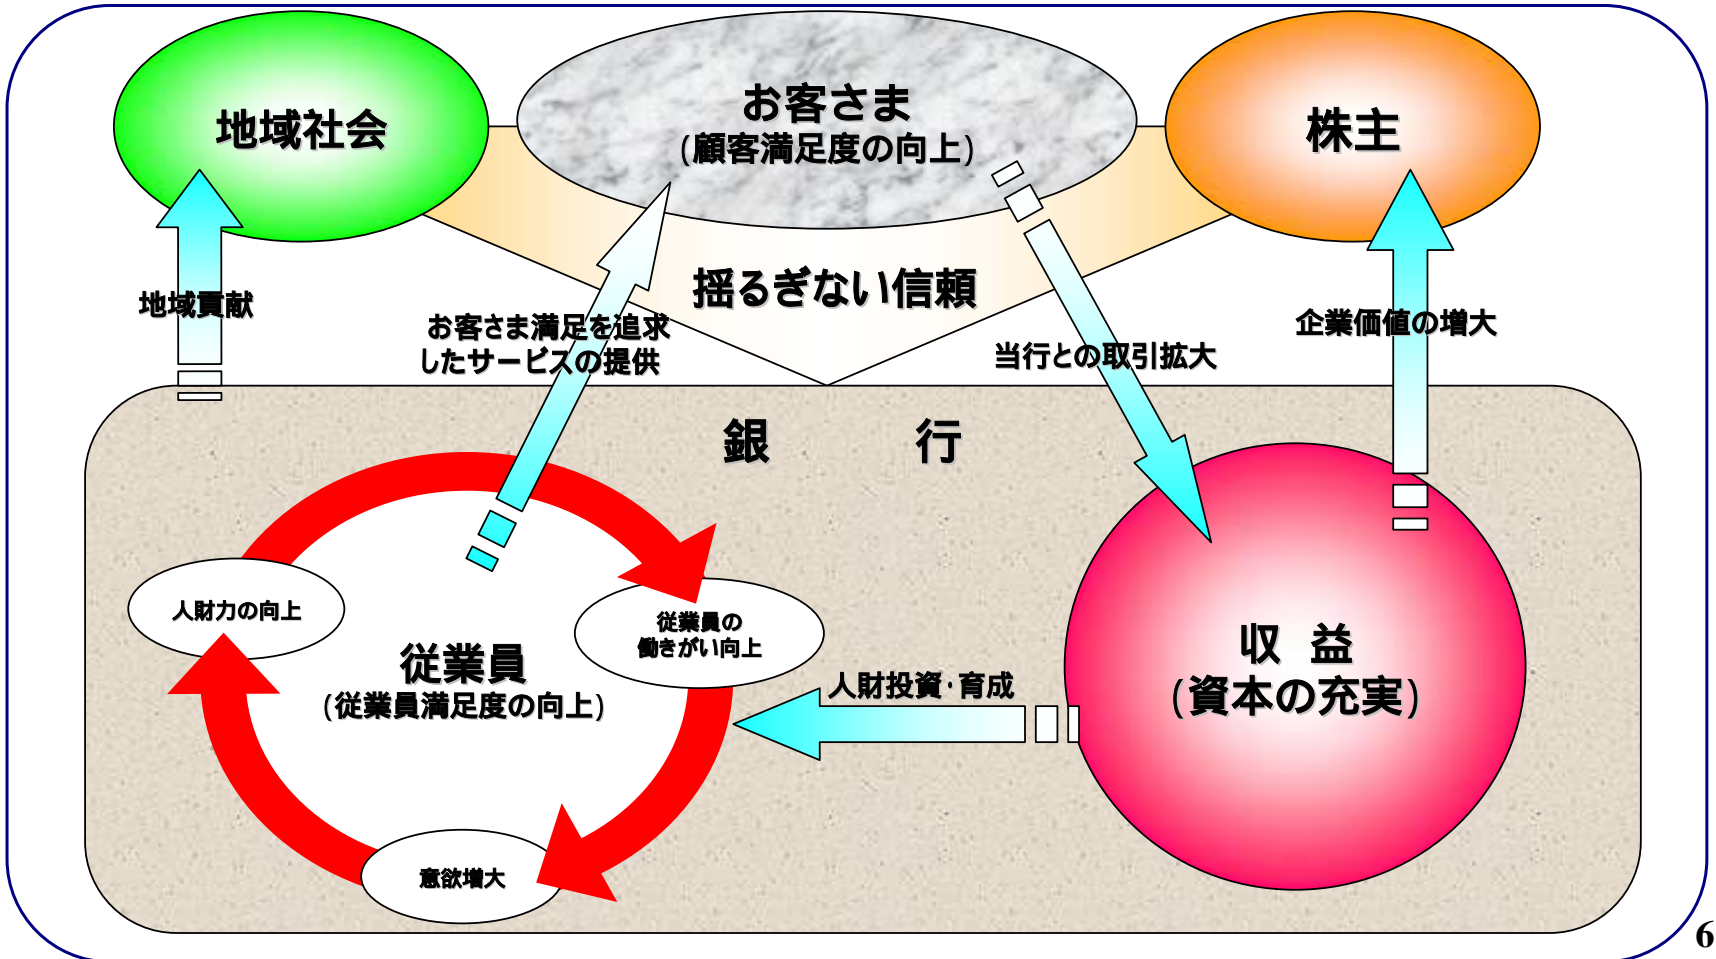 地域社会
お客さま
(顧客満足度の向上)
株主
揺るぎない信頼
地域貢献
お客さま満足を追求
したサービスの提供
当行との取引拡大
企業価値の増大
銀 行
人財力の向上
従業員の
働きがい向上
従業員
(従業員満足度の向上)
意欲増大
人財投資・育成
収 益
(資本の充実)
6